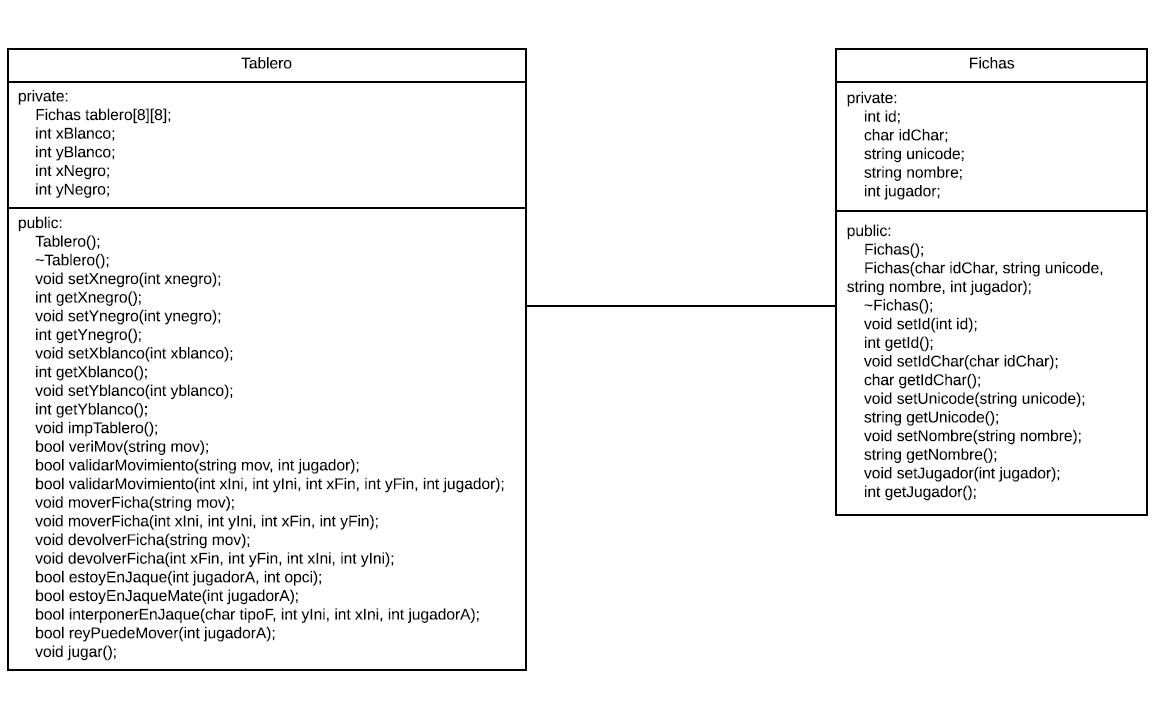 Tablero
private:
Fichas tablero[8][8];
int xBlanco;
int yBlanco;
int xNegro;
int yNegro;
public:
Tablero();
~Tablero();
void setXnegro(int xnegro);
int getXnegro();
void setYnegro(int ynegro);
int getYnegro();
void setXblanco(int xblanco);
int getXblanco();
void setYblanco(int yblanco);
int getYblanco();
void impTablero();
bool veriMov(string mov);
bool validarMovimiento(string mov, int jugador);
bool validarMovimiento(int xIni, int yIni, int xFin, int yFin, int jugador);
void moverFicha(string mov);
void moverFicha(int xIni, int yIni, int xFin, int yFin);
void devolverFicha(string mov);
void devolverFicha(int xFin, int yFin, int xIni, int yIni);
bool estoyEnJaque(int jugadorA, int opci);
bool estoyEnJaqueMate(int jugadorA);
bool interponerEnJaque(char tipoF, int yIni, int xIni, int jugadorA);
bool reyPuedeMover(int jugadorA);
void jugar();
Fichas
private:
int id;
char idChar;
string unicode;
string nombre;
int jugador;
public:
Fichas();
Fichas(char idChar, string unicode,
string nombre, int jugador);
~Fichas();
void setId(int id);
int getId();
void setIdChar(char idChar);
char getIdChar();
void setUnicode(string unicode);
string getUnicode();
void setNombre(string nombre);
string getNombre();
void setJugador(int jugador);
int getJugador();